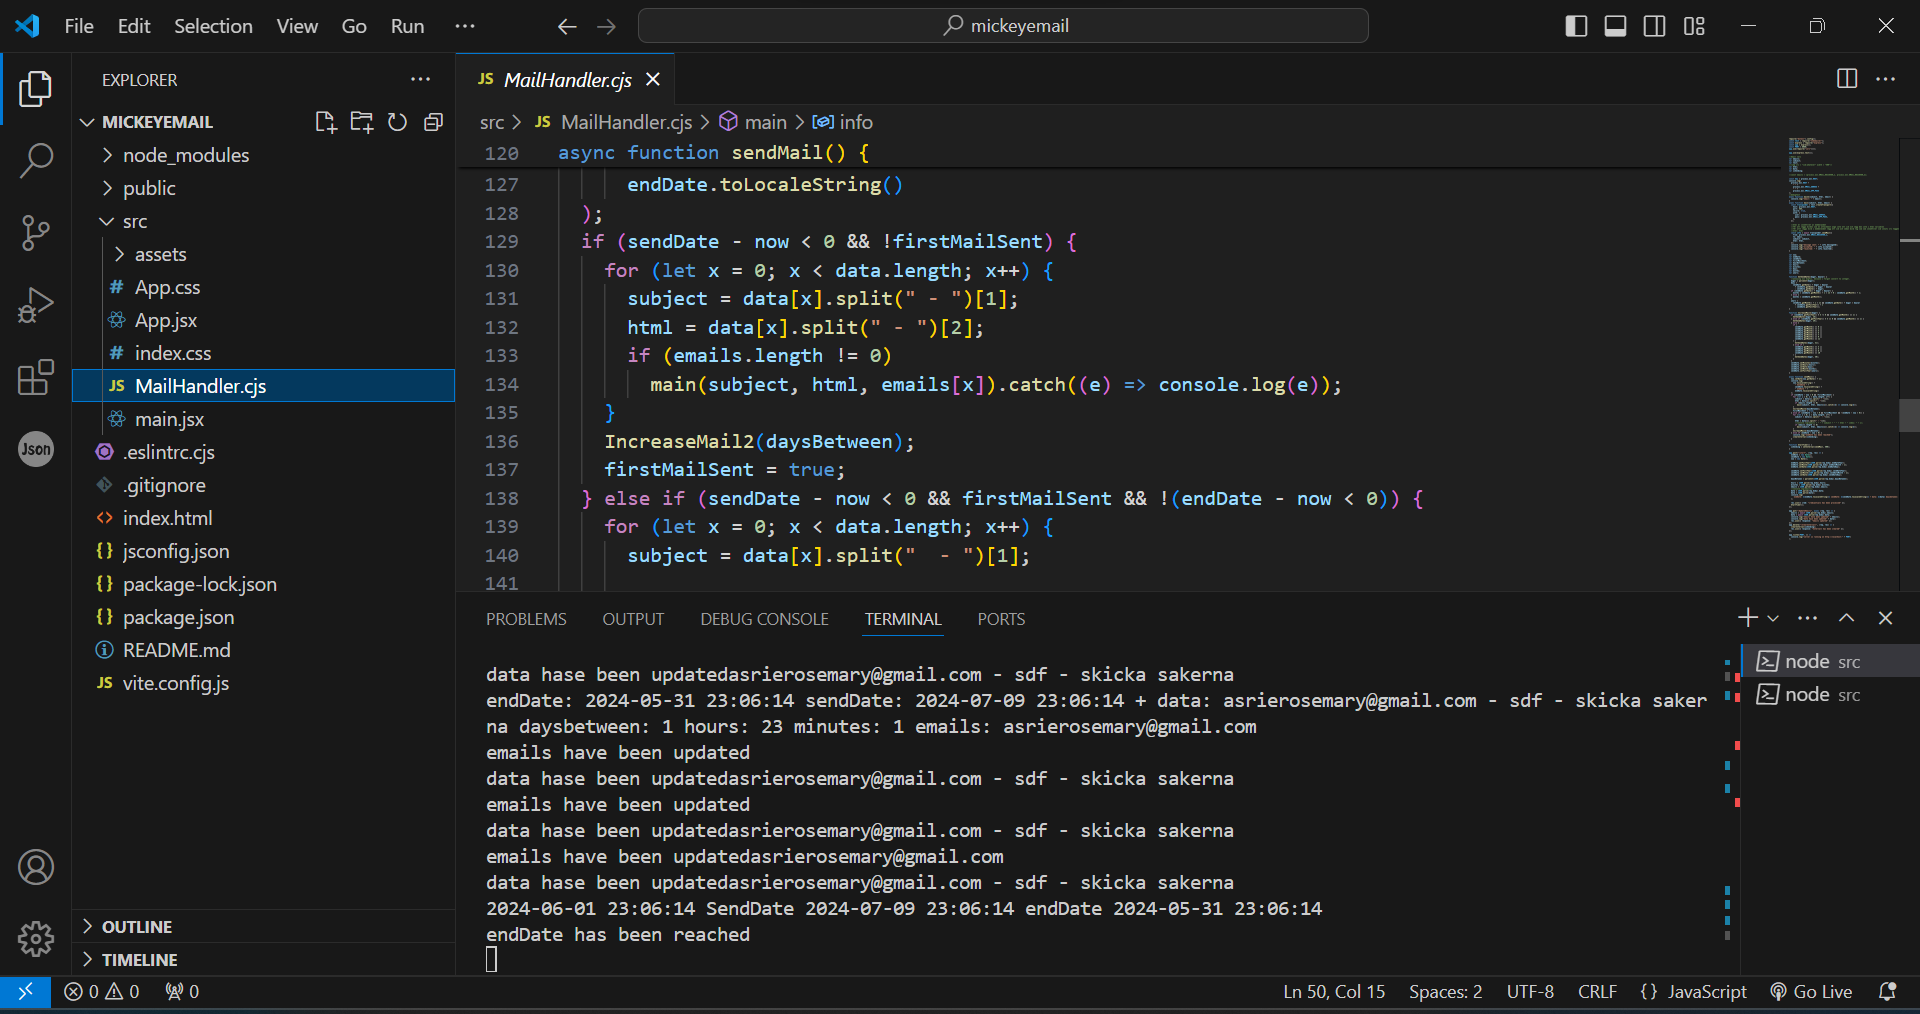 File Edit Selection View Go Run ···
mickeyemail
EXPLORER
MICKEYEMAIL
node_modules
public
src
assets
# App.css
App.jsx
# index.css
JS MailHandler.cjs
main.jsx
.eslintrc.cjs
.gitignore
<> index.html
{} jsconfig.json
{} package-lock.json
{} package.json
README.md
JS vite.config.js
OUTLINE
TIMELINE
Json
JS MailHandler.cjs
src > JS MailHandler.cjs > main > info
120 async function sendMail() {
127 endDate.toLocaleString()
128 );
129 if (sendDate - now < 0 && !firstMailSent) {
130 for (let x = 0; x < data.length; x++) {
131 subject = data[x].split(" - ")[1];
132 html = data[x].split(" - ")[2];
133 if (emails.length != 0)
134 main(subject, html, emails[x]).catch((e) => console.log(e));
135 }
136 IncreaseMail2(daysBetween);
137 firstMailSent = true;
138 } else if (sendDate - now < 0 && firstMailSent && !(endDate - now < 0)) {
139 for (let x = 0; x < data.length; x++) {
140 subject = data[x].split("  - ")[1];
141
PROBLEMS OUTPUT DEBUG CONSOLE TERMINAL PORTS
data hase been updatedasrierosemary@gmail.com - sdf - skicka sakerna
endDate: 2024-05-31 23:06:14 sendDate: 2024-07-09 23:06:14 + data: asrierosemary@gmail.com - sdf - skicka saker
na daysbetween: 1 hours: 23 minutes: 1 emails: asrierosemary@gmail.com
emails have been updated
data hase been updatedasrierosemary@gmail.com - sdf - skicka sakerna
emails have been updated
data hase been updatedasrierosemary@gmail.com - sdf - skicka sakerna
emails have been updatedasrierosemary@gmail.com
data hase been updatedasrierosemary@gmail.com - sdf - skicka sakerna
2024-06-01 23:06:14 SendDate 2024-07-09 23:06:14 endDate 2024-05-31 23:06:14
endDate has been reached
node src
node src
0 0 0
Ln 50, Col 15 Spaces: 2 UTF-8 CRLF {} JavaScript Go Live